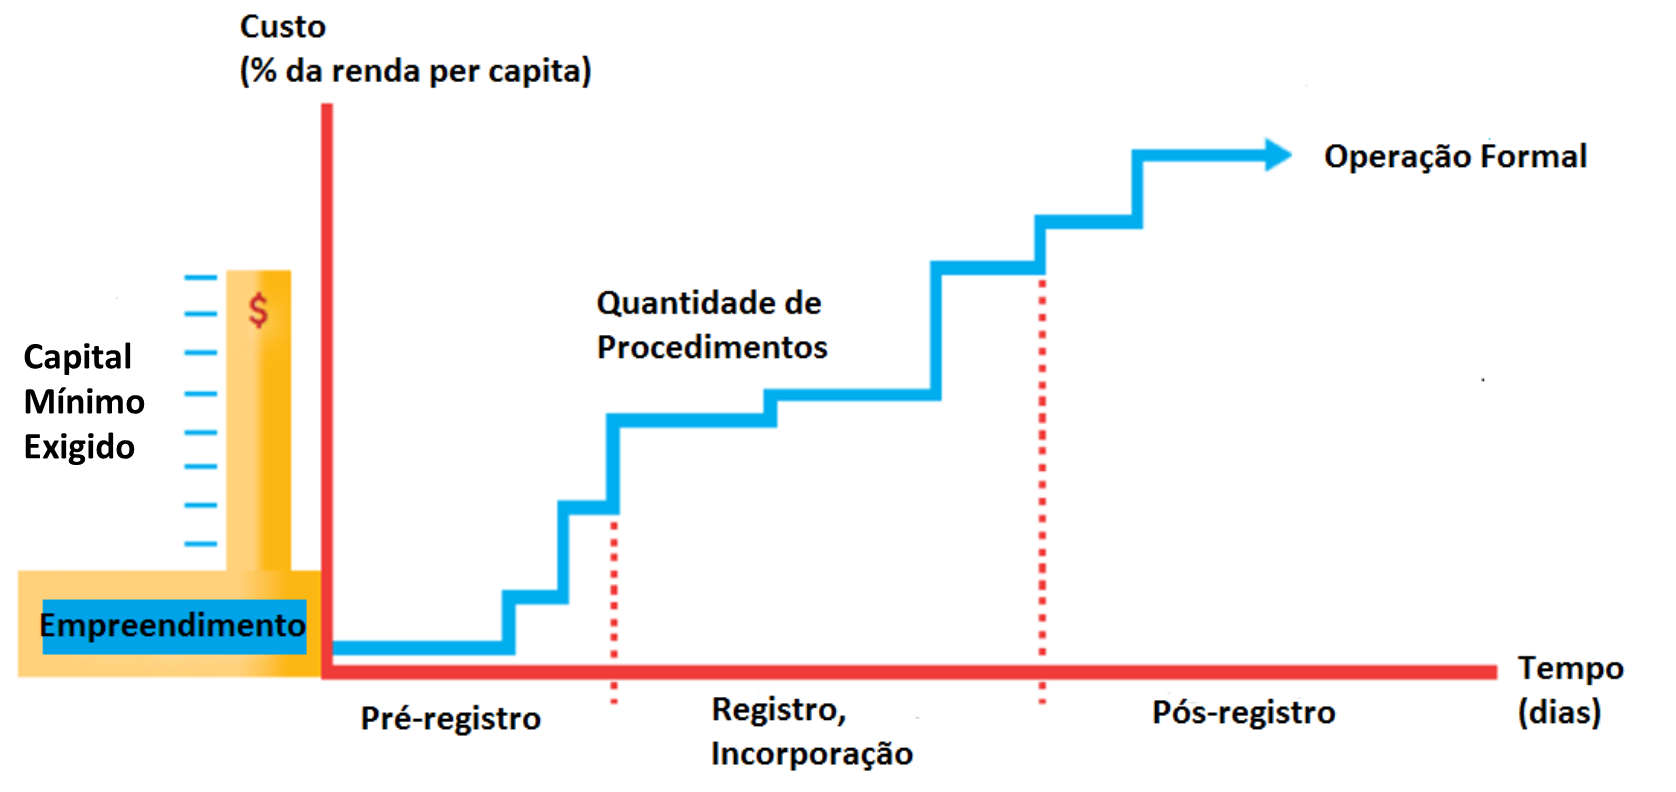 Custo
(% da renda per capita)
Operação Formal
Quantidade de
Procedimentos
$
Capital
Mínimo
Exigido
Empreendimento
Tempo
(dias)
Pré-registro
Registro,
Incorporação
Pós-registro